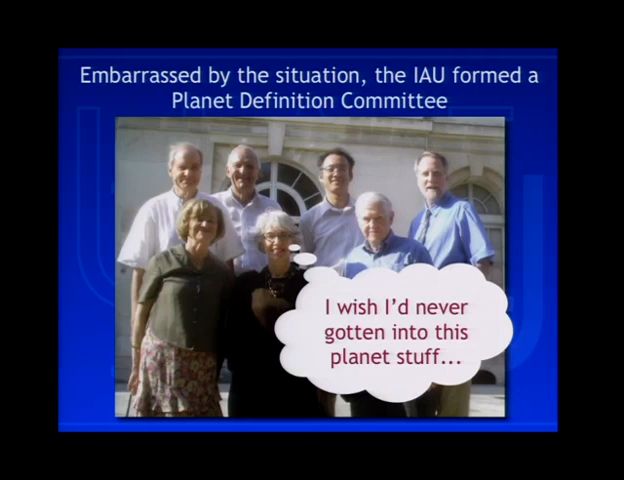 Embarrassed by the situation, the IAU formed a
Planet Definition Committee
I wish I'd never
gotten into this
planet stuff...